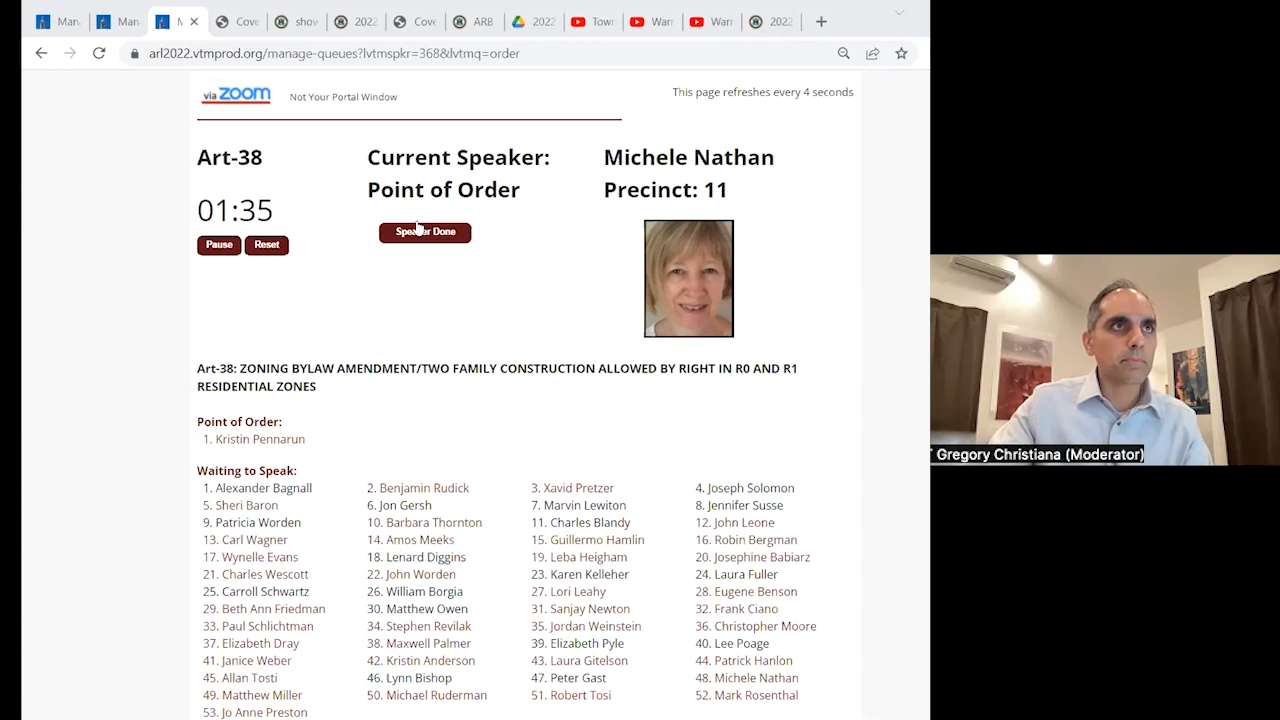 Man
Man
M
Cove
show
2022
Cov
ARB
2022
Town
Warr
Warr
2022
arl2022.vtmprod.org/manage-queues?lvtmspkr=368&lvtmq=order
via zoom Not Your Portal Window This page refreshes every 4 seconds
Art-38 Current Speaker: Michele Nathan
Point of Order Precinct: 11
01:35
Speaker Done
Pause Reset
Art-38: ZONING BYLAW AMENDMENT/TWO FAMILY CONSTRUCTION ALLOWED BY RIGHT IN R0 AND R1
RESIDENTIAL ZONES
Point of Order:
1. Kristin Pennarun
Gregory Christiana (Moderator)
Waiting to Speak:
1. Alexander Bagnall 2. Benjamin Rudick 3. Xavid Pretzer 4. Joseph Solomon
5. Sheri Baron 6. Jon Gersh 7. Marvin Lewiton 8. Jennifer Susse
9. Patricia Worden 10. Barbara Thornton 11. Charles Blandy 12. John Leone
13. Carl Wagner 14. Amos Meeks 15. Guillermo Hamlin 16. Robin Bergman
17. Wynelle Evans 18. Lenard Diggins 19. Leba Heigham 20. Josephine Babiarz
21. Charles Wescott 22. John Worden 23. Karen Kelleher 24. Laura Fuller
25. Carroll Schwartz 26. William Borgia 27. Lori Leahy 28. Eugene Benson
29. Beth Ann Friedman 30. Matthew Owen 31. Sanjay Newton 32. Frank Ciano
33. Paul Schlichtman 34. Stephen Revilak 35. Jordan Weinstein 36. Christopher Moore
37. Elizabeth Dray 38. Maxwell Palmer 39. Elizabeth Pyle 40. Lee Poage
41. Janice Weber 42. Kristin Anderson 43. Laura Gitelson 44. Patrick Hanlon
45. Allan Tosti 46. Lynn Bishop 47. Peter Gast 48. Michele Nathan
49. Matthew Miller 50. Michael Ruderman 51. Robert Tosi 52. Mark Rosenthal
53. Jo Anne Preston